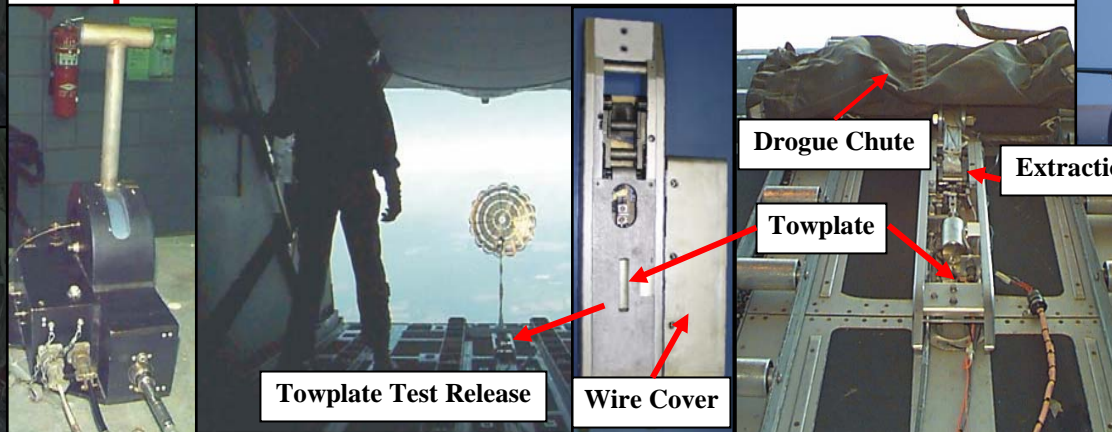 Drogue Chute
Extractio
Towplate
Towplate Test Release
Wire Cover